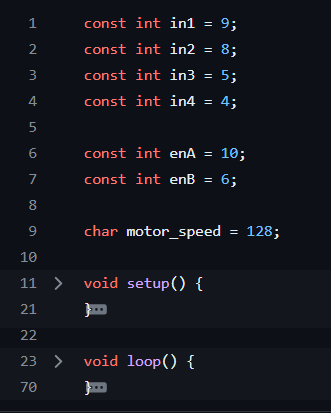 1 const int in1 = 9;
2 const int in2 = 8;
3 const int in3 = 5;
4 const int in4 = 4;
5
6 const int enA = 10;
7 const int enB = 6;
8
9 char motor_speed = 128;
10
11 void setup() {
21 }...
22
23 void loop() {
70 }...